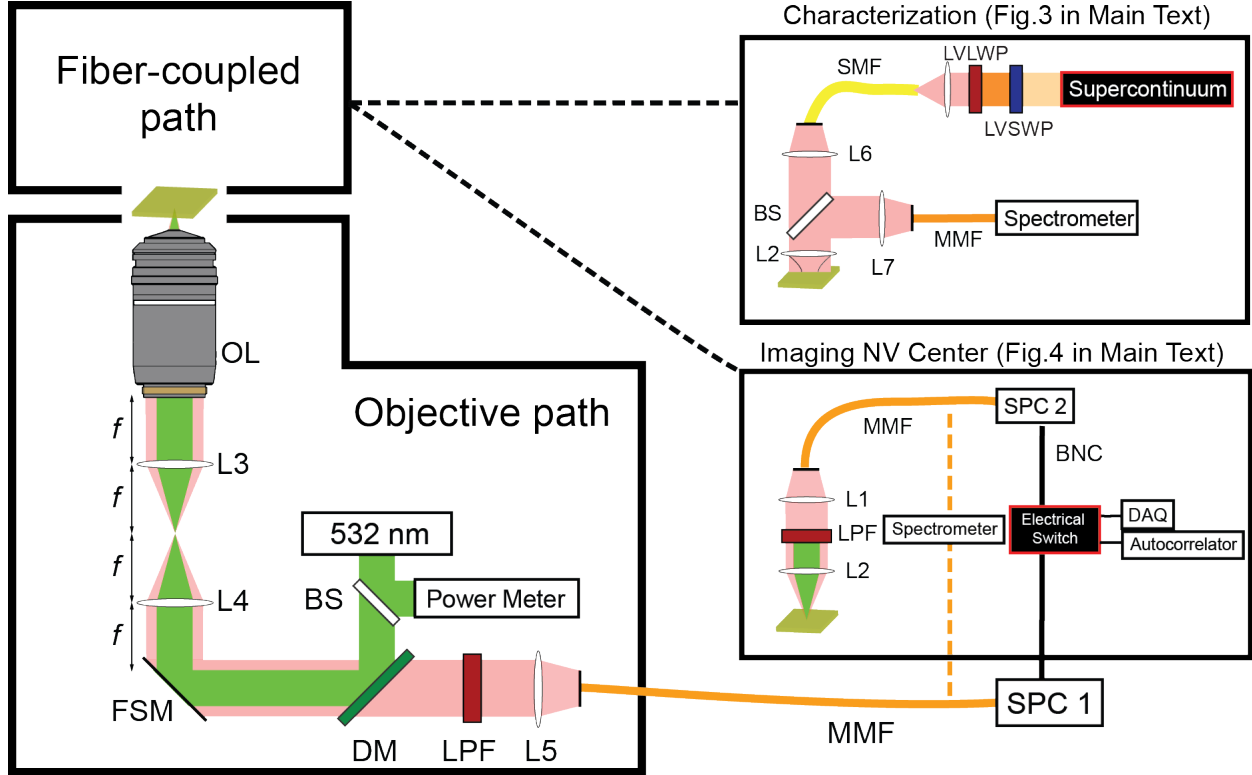 Fiber-coupled
path
OL
Objective path
f
L3
f
f
L4
f
532 nm
BS
Power Meter
FSM
DM
LPF
L5
MMF
Characterization (Fig.3 in Main Text)
LVLWP
SMF
Supercontinuum
LVSWP
L6
BS
Spectrometer
MMF
L2
L7
Imaging NV Center (Fig.4 in Main Text)
SPC 2
MMF
BNC
L1
LPF
Spectrometer
Electrical
Switch
DAQ
Autocorrelator
L2
SPC 1